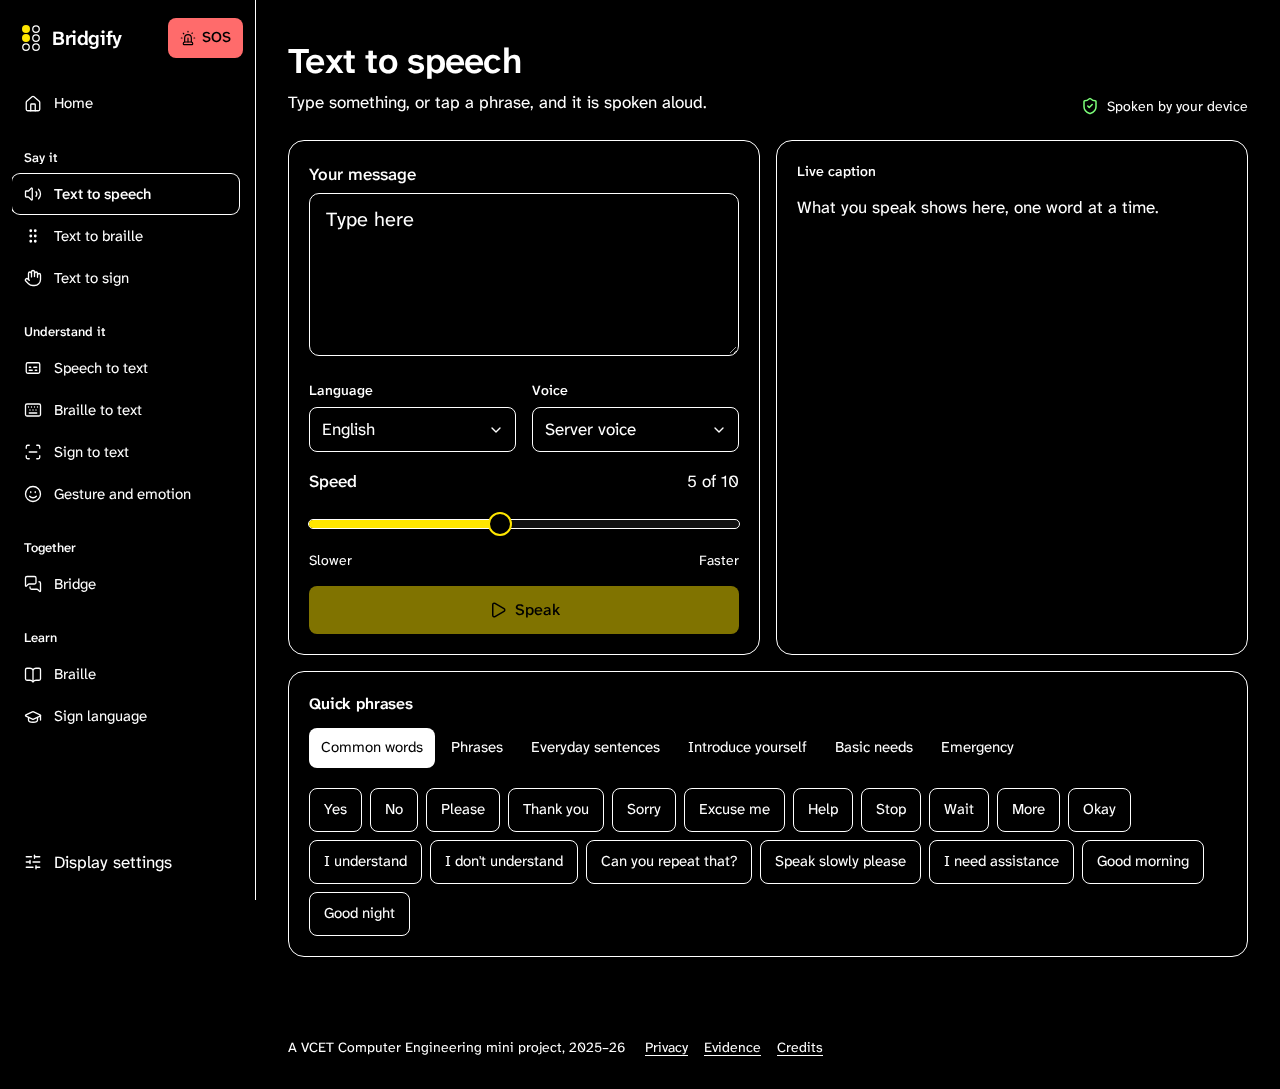 Bridgify
SOS
Home
Say it
Text to speech
Text to braille
Text to sign
Understand it
Speech to text
Braille to text
Sign to text
Gesture and emotion
Together
Bridge
Learn
Braille
Sign language
Display settings
Text to speech
Type something, or tap a phrase, and it is spoken aloud.
Spoken by your device
Your message
Type here
Language
Voice
English
Server voice
Speed
5 of 10
Slower
Faster
Speak
Live caption
What you speak shows here, one word at a time.
Quick phrases
Common words Phrases Everyday sentences Introduce yourself Basic needs Emergency
Yes No Please Thank you Sorry Excuse me Help Stop Wait More Okay
I understand I don't understand Can you repeat that? Speak slowly please I need assistance Good morning
Good night
A VCET Computer Engineering mini project, 2025–26 Privacy Evidence Credits